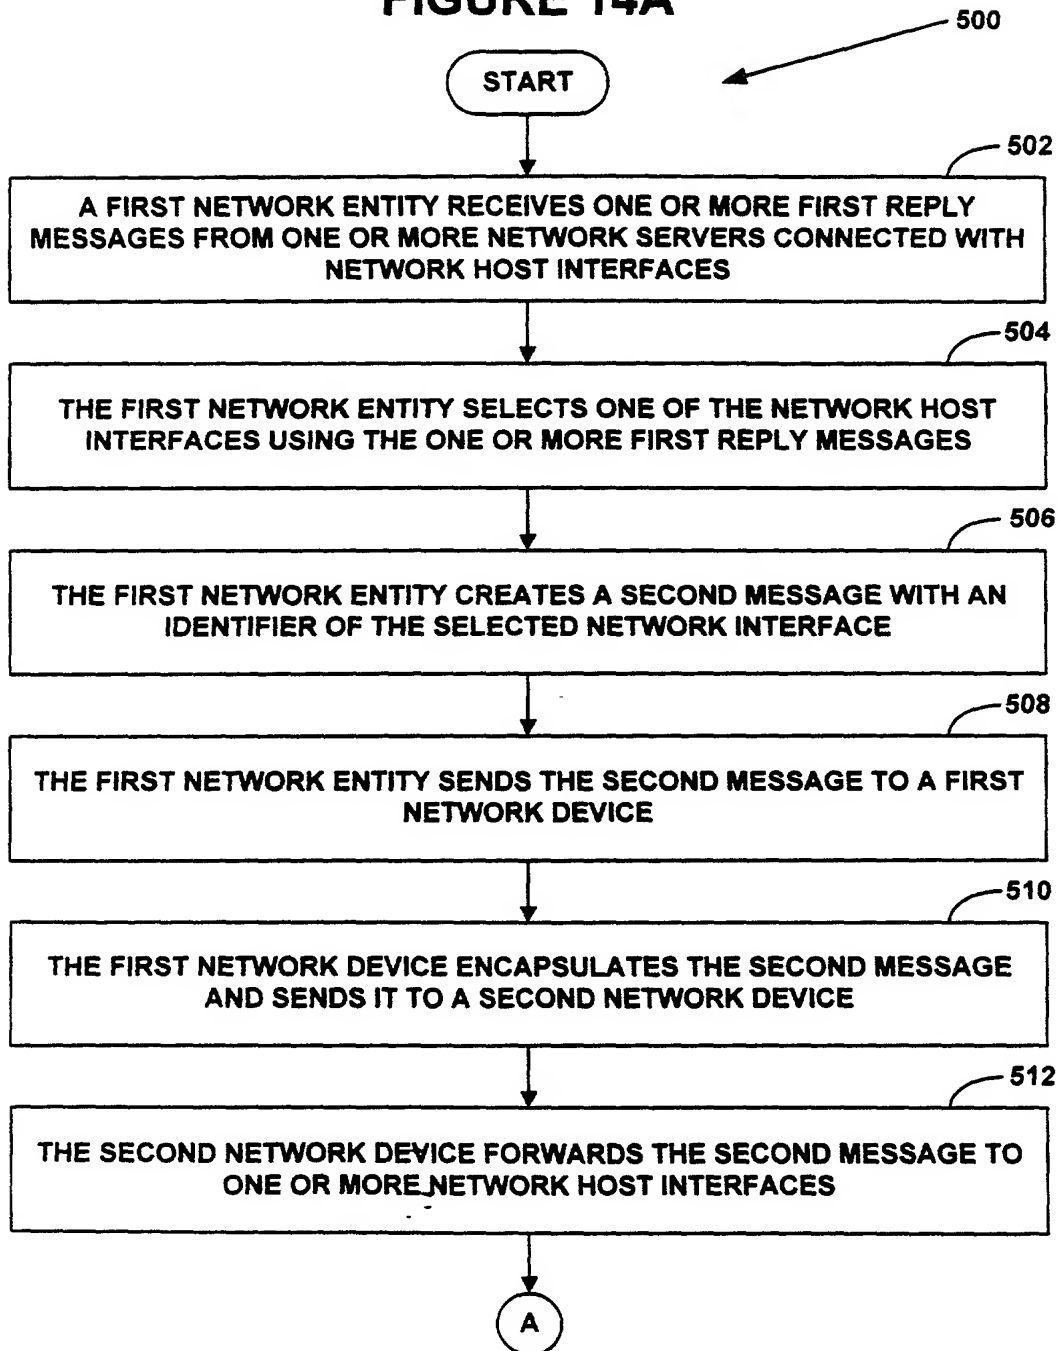 FIGURE 14A
500
START
502
A FIRST NETWORK ENTITY RECEIVES ONE OR MORE FIRST REPLY
MESSAGES FROM ONE OR MORE NETWORK SERVERS CONNECTED WITH
NETWORK HOST INTERFACES
504
THE FIRST NETWORK ENTITY SELECTS ONE OF THE NETWORK HOST
INTERFACES USING THE ONE OR MORE FIRST REPLY MESSAGES
506
THE FIRST NETWORK ENTITY CREATES A SECOND MESSAGE WITH AN
IDENTIFIER OF THE SELECTED NETWORK INTERFACE
508
THE FIRST NETWORK ENTITY SENDS THE SECOND MESSAGE TO A FIRST
NETWORK DEVICE
510
THE FIRST NETWORK DEVICE ENCAPSULATES THE SECOND MESSAGE
AND SENDS IT TO A SECOND NETWORK DEVICE
512
THE SECOND NETWORK DEVICE FORWARDS THE SECOND MESSAGE TO
ONE OR MORE NETWORK HOST INTERFACES
A